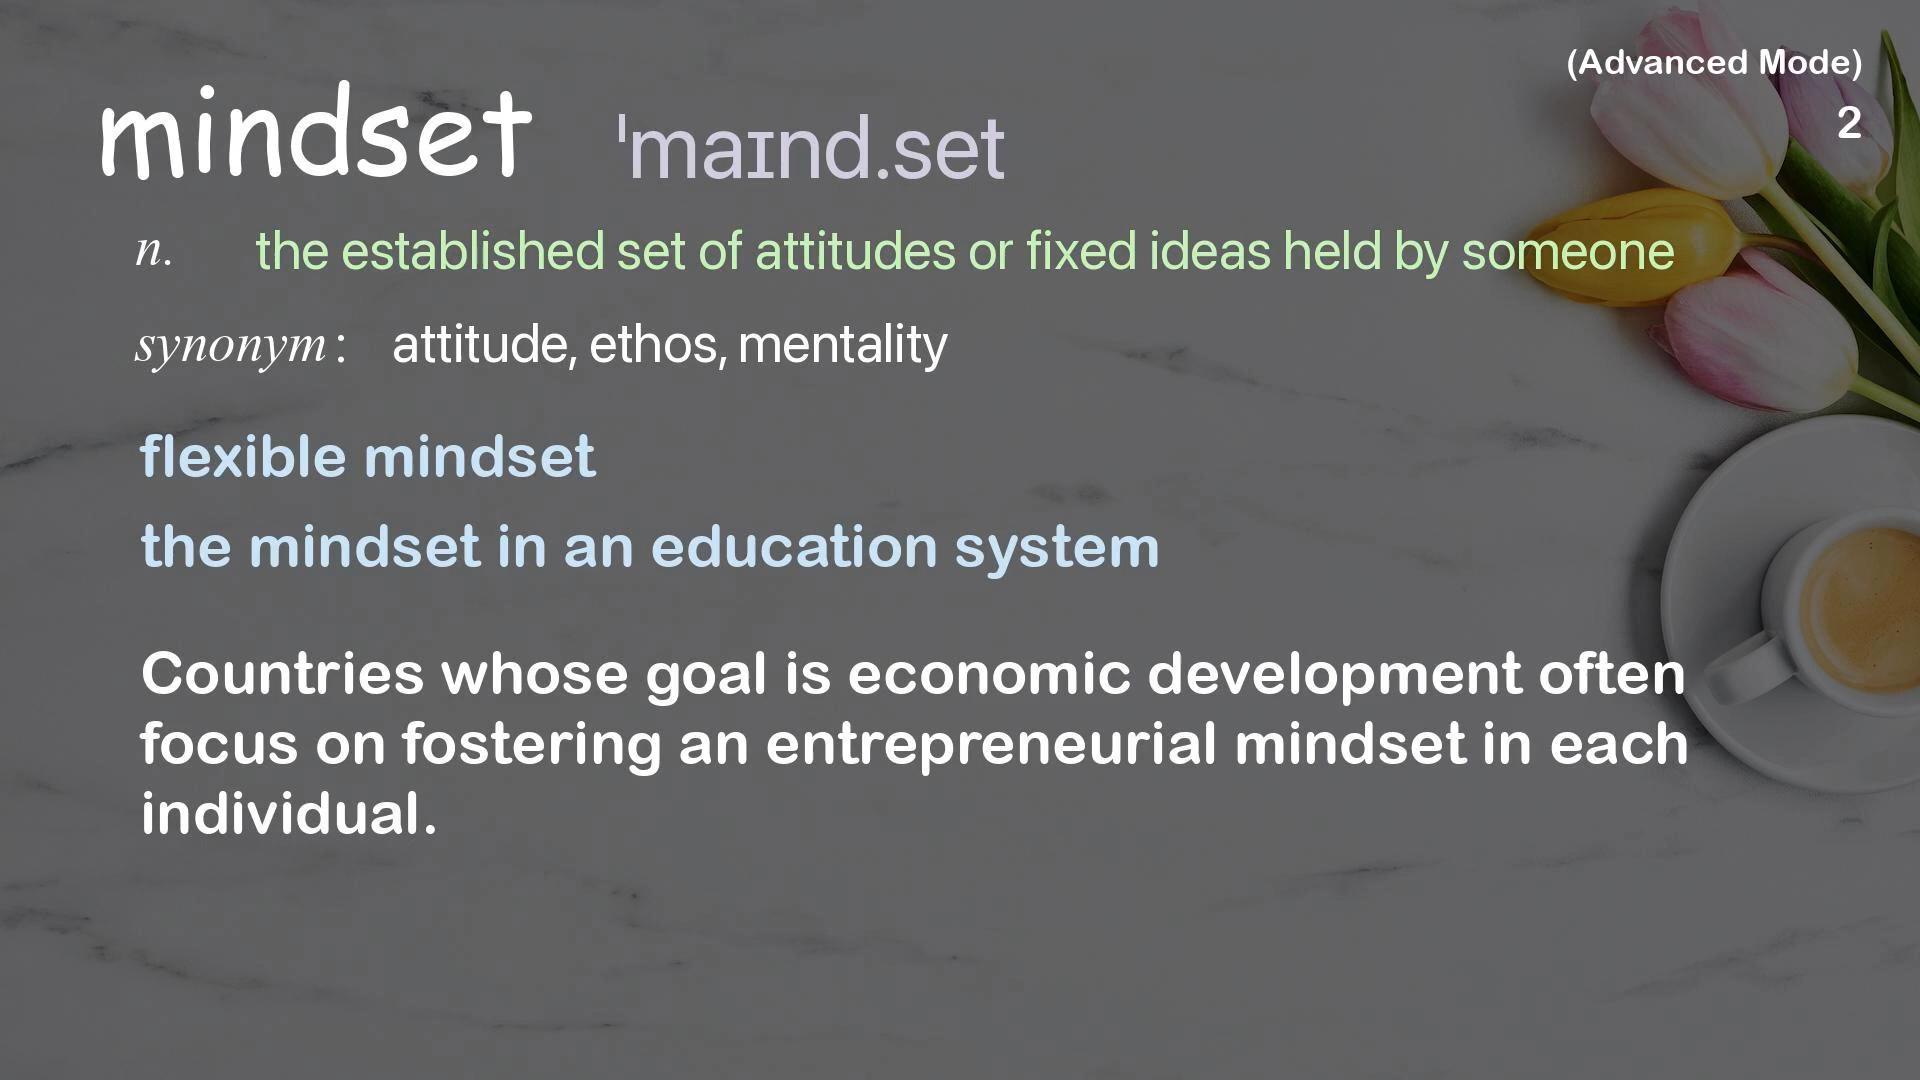 (Advanced Mode)
2
mindset ˈmaɪnd.set
n. the established set of attitudes or fixed ideas held by someone
synonym: attitude, ethos, mentality
flexible mindset
the mindset in an education system
Countries whose goal is economic development often
focus on fostering an entrepreneurial mindset in each
individual.